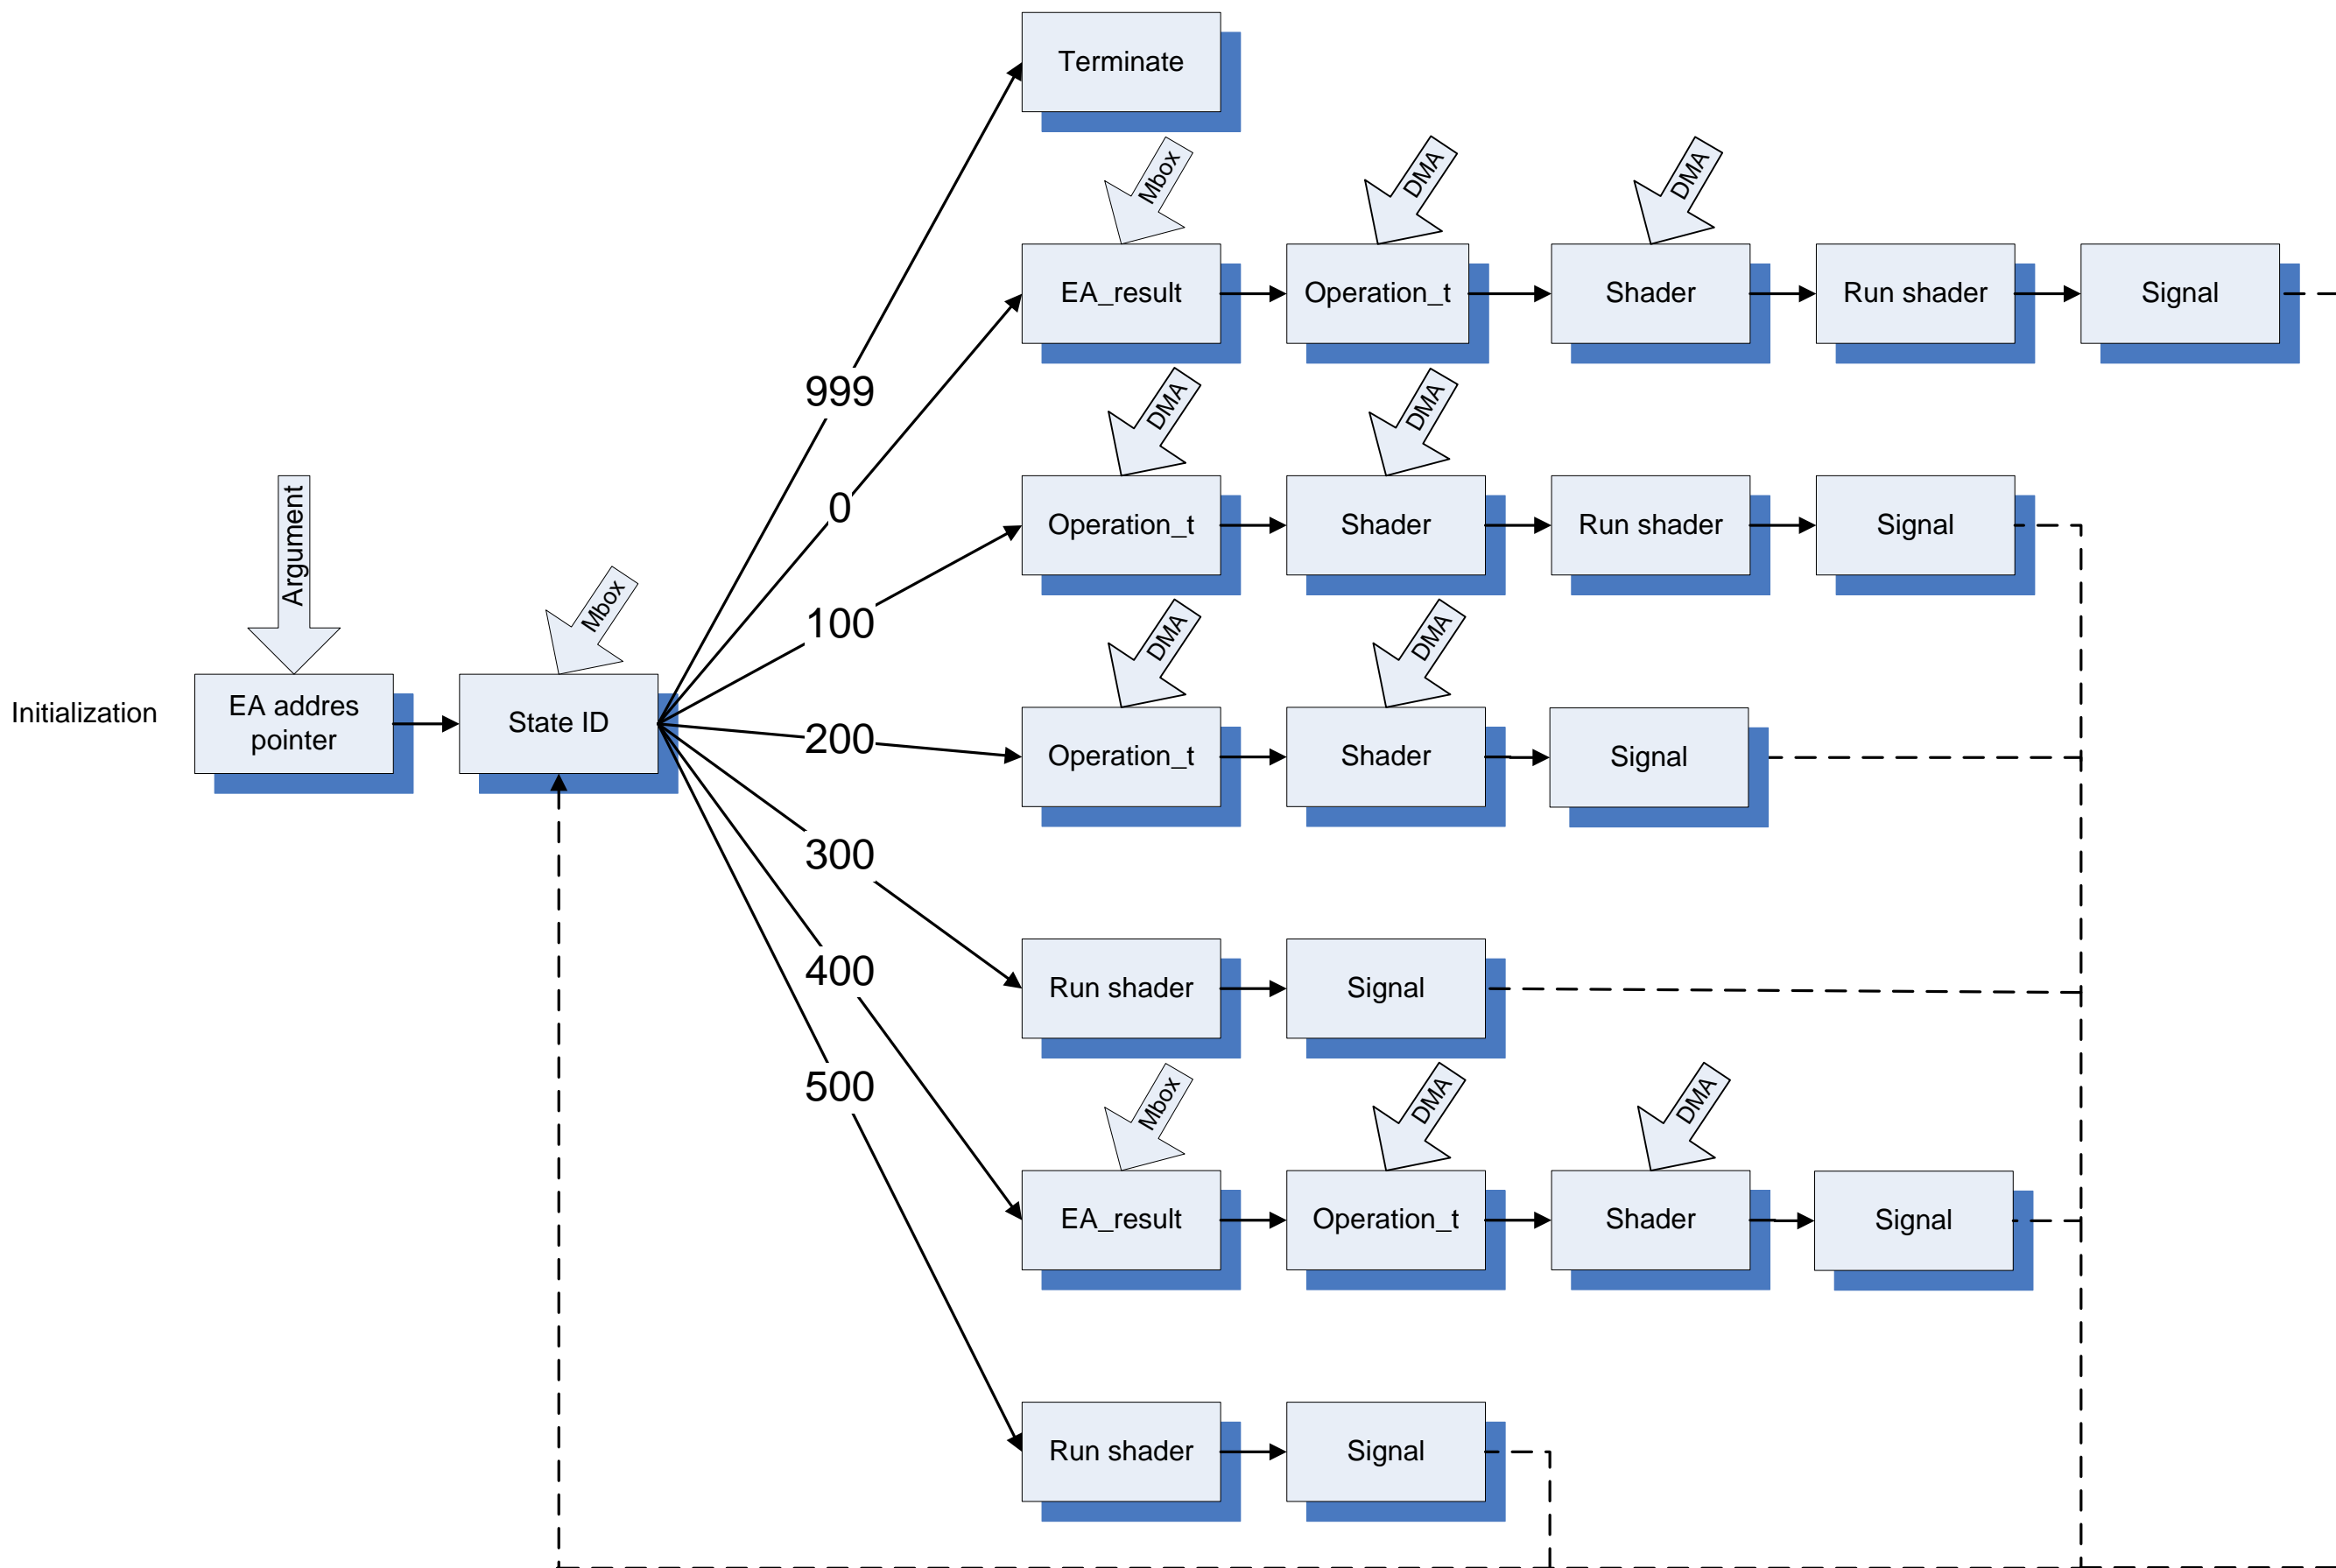 Terminate
Mbox
DMA
DMA
EA_result
Operation_t
Shader
Run shader
Signal
999
DMA
DMA
0
Operation_t
Shader
Run shader
Signal
Argument
Mbox
100
DMA
DMA
Initialization
EA addres
pointer
State ID
200
Operation_t
Shader
Signal
300
400
Run shader
Signal
500
Mbox
DMA
DMA
EA_result
Operation_t
Shader
Signal
Run shader
Signal